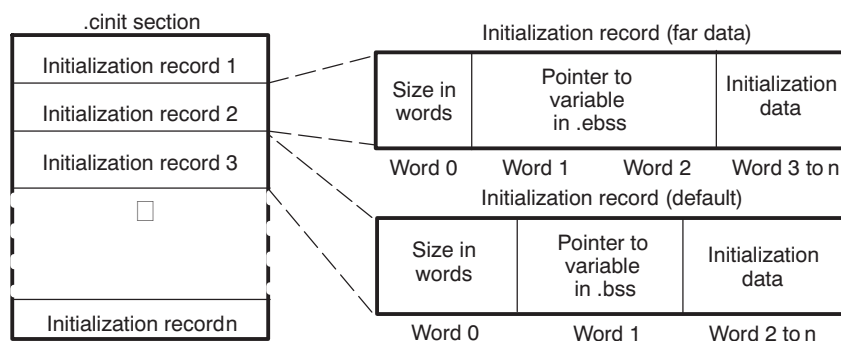 .cinit section
Initialization record 1
Initialization record 2
Initialization record 3
Initialization recordn
Initialization record (far data)
Size in
words
Pointer to
variable
in .ebss
Initialization
data
Word 0
Word 1
Word 2
Word 3 to n
Initialization record (default)
Size in
words
Pointer to
variable
in .bss
Initialization
data
Word 0
Word 1
Word 2 to n